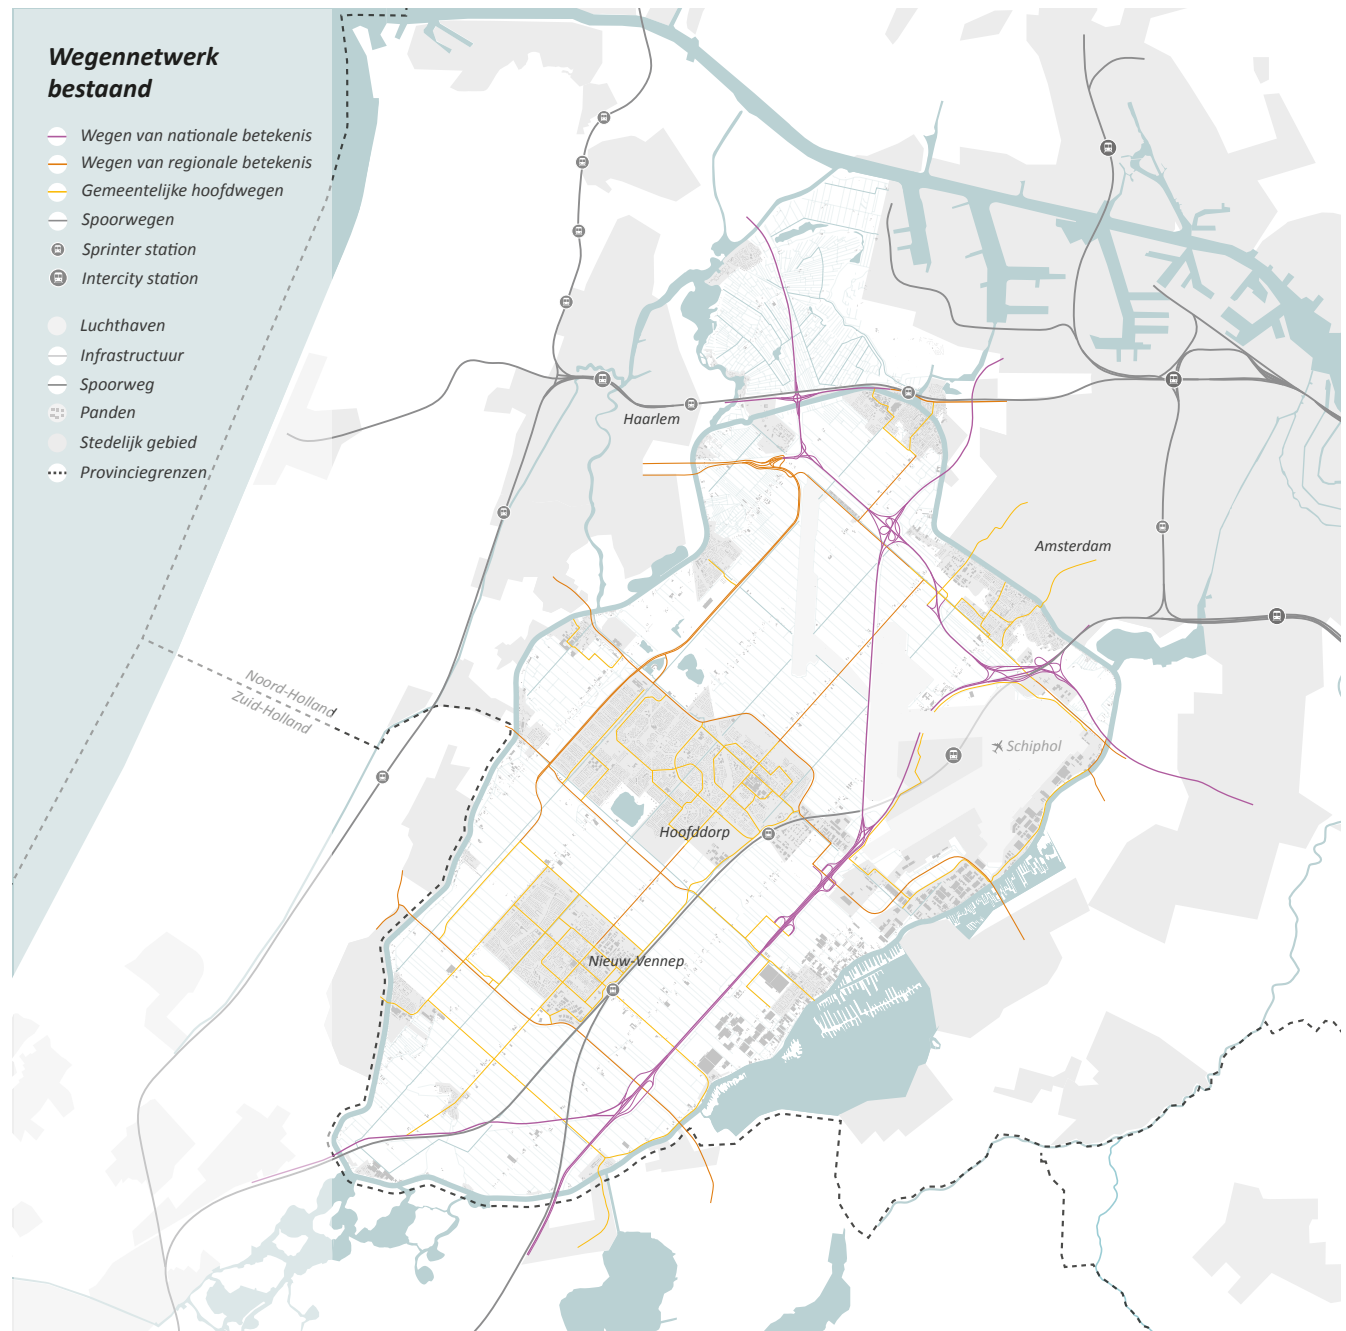 Wegennetwerk
bestaand
Wegen van nationale betekenis
Wegen van regionale betekenis
Gemeentelijke hoofdwegen
Spoorwegen
Sprinter station
Intercity station
Luchthaven
Infrastructuur
Spoorweg
Panden
Stedelijk gebied
Provinciegrenzen
Haarlem
Amsterdam
Noord-Holland
Zuid-Holland
Schiphol
Hoofddorp
Nieuw-Vennep